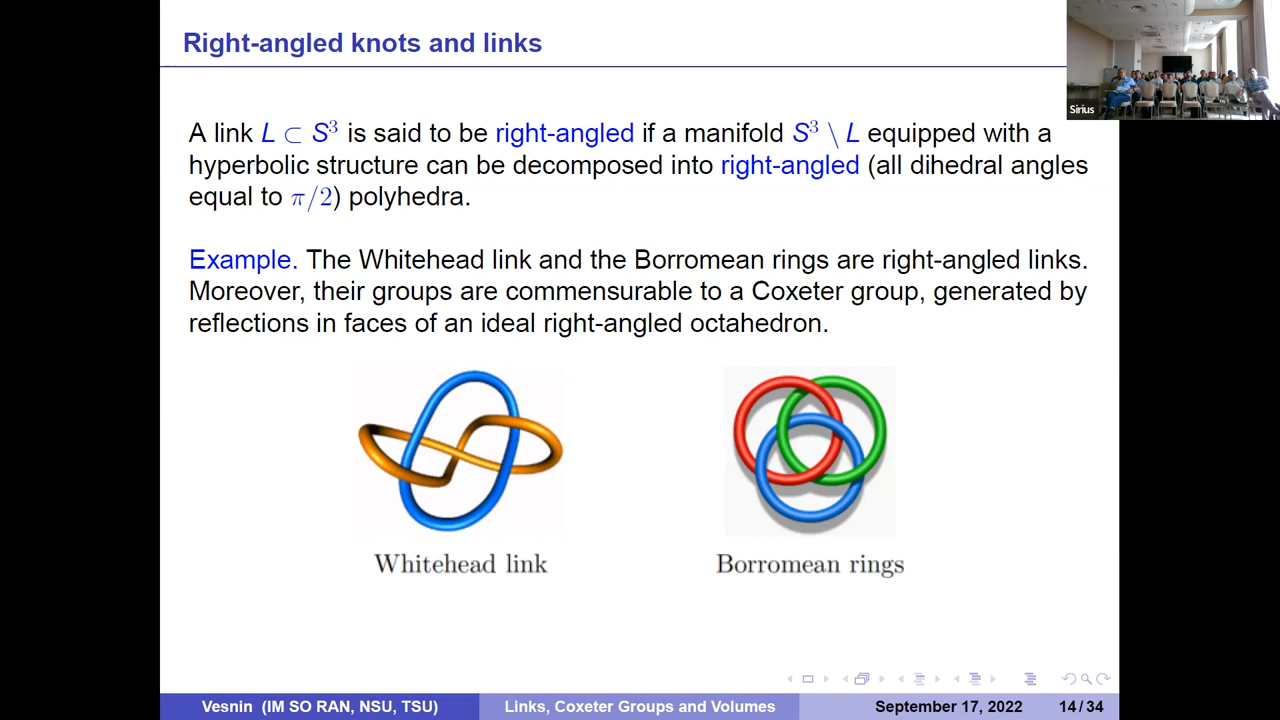 Right-angled knots and links
Sirius
A link L ⊂ S³ is said to be right-angled if a manifold S³ \ L equipped with a
hyperbolic structure can be decomposed into right-angled (all dihedral angles
equal to π/2) polyhedra.
Example. The Whitehead link and the Borromean rings are right-angled links.
Moreover, their groups are commensurable to a Coxeter group, generated by
reflections in faces of an ideal right-angled octahedron.
Whitehead link
Borromean rings
Vesnin (IM SO RAN, NSU, TSU)
Links, Coxeter Groups and Volumes
September 17, 2022
14 / 34